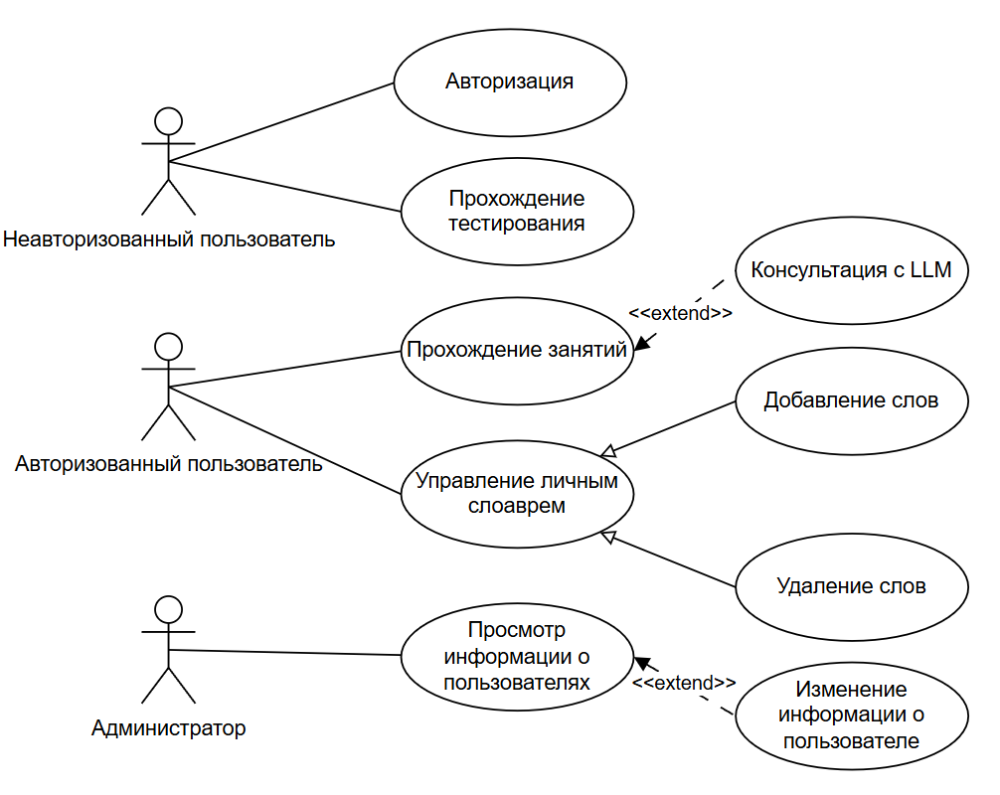 Авторизация
Прохождение
тестирования
Неавторизованный пользователь
Консультация с LLM
<<extend>>
Прохождение занятий
Добавление слов
Авторизованный пользователь
Управление личным
слоаврем
Удаление слов
Просмотр
информации о
пользователях
<<extend>>
Изменение
информации о
пользователе
Администратор